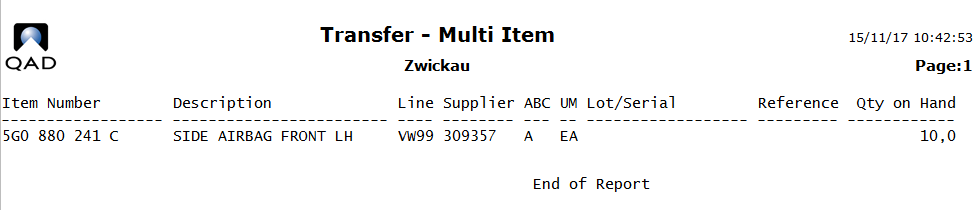 Transfer - Multi Item
15/11/17 10:42:53
QAD
Zwickau
Page:1
Item Number Description Line Supplier ABC UM Lot/Serial Reference Qty on Hand
------------------ ------------------------ ---- -------- --- -- ------------------ --------- ------------
5G0 880 241 C SIDE AIRBAG FRONT LH VW99 309357 A EA 10,0
End of Report